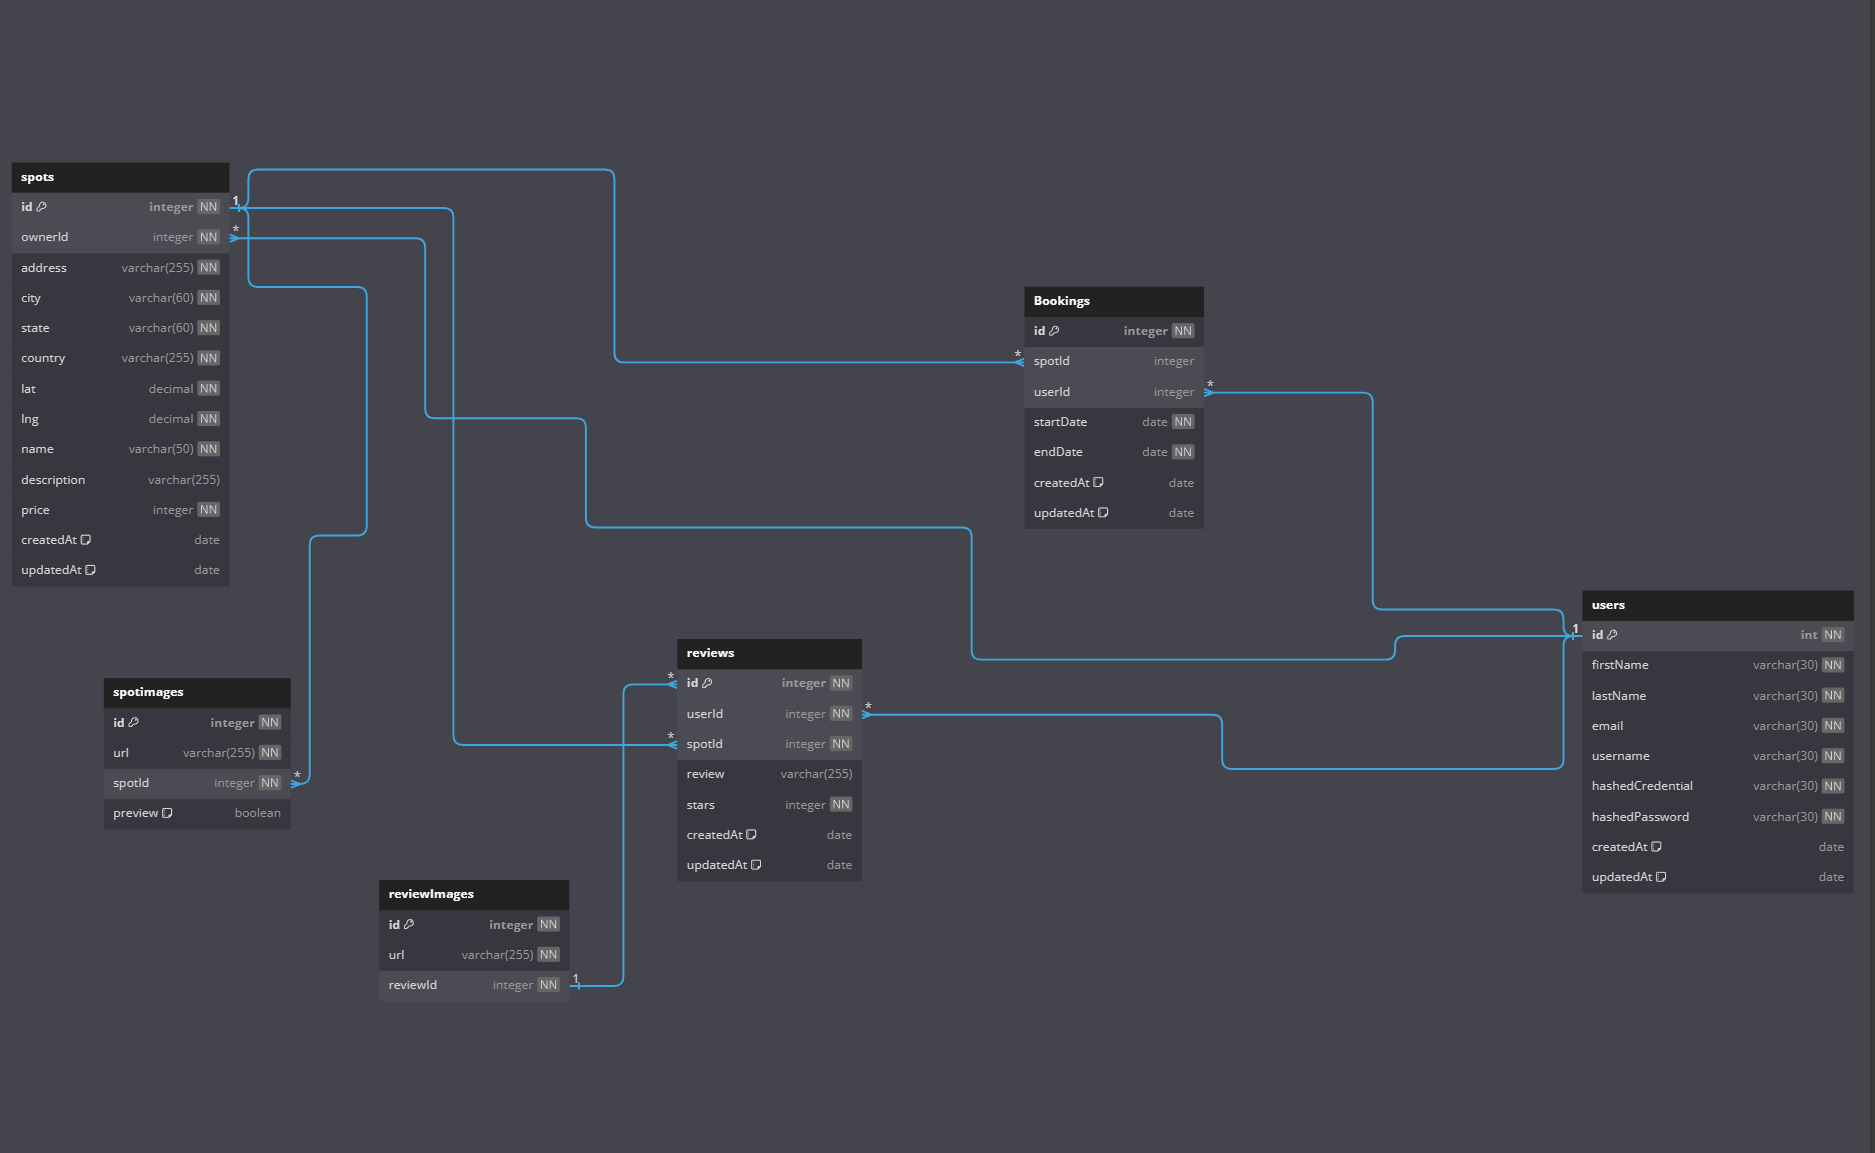 spots
id integer NN
ownerId integer NN
address varchar(255) NN
city varchar(60) NN
state varchar(60) NN
country varchar(255) NN
lat decimal NN
lng decimal NN
name varchar(50) NN
description varchar(255)
price integer NN
createdAt date
updatedAt date
1
*
Bookings
id integer NN
* spotId integer
userId integer *
startDate date NN
endDate date NN
createdAt date
updatedAt date
users
1 id int NN
firstName varchar(30) NN
lastName varchar(30) NN
email varchar(30) NN
username varchar(30) NN
hashedCredential varchar(30) NN
hashedPassword varchar(30) NN
createdAt date
updatedAt date
reviews
* id integer NN
userId integer NN *
* spotId integer NN
review varchar(255)
stars integer NN
createdAt date
updatedAt date
spotimages
id integer NN
url varchar(255) NN
spotId integer NN *
preview boolean
reviewImages
id integer NN
url varchar(255) NN
reviewId integer NN 1